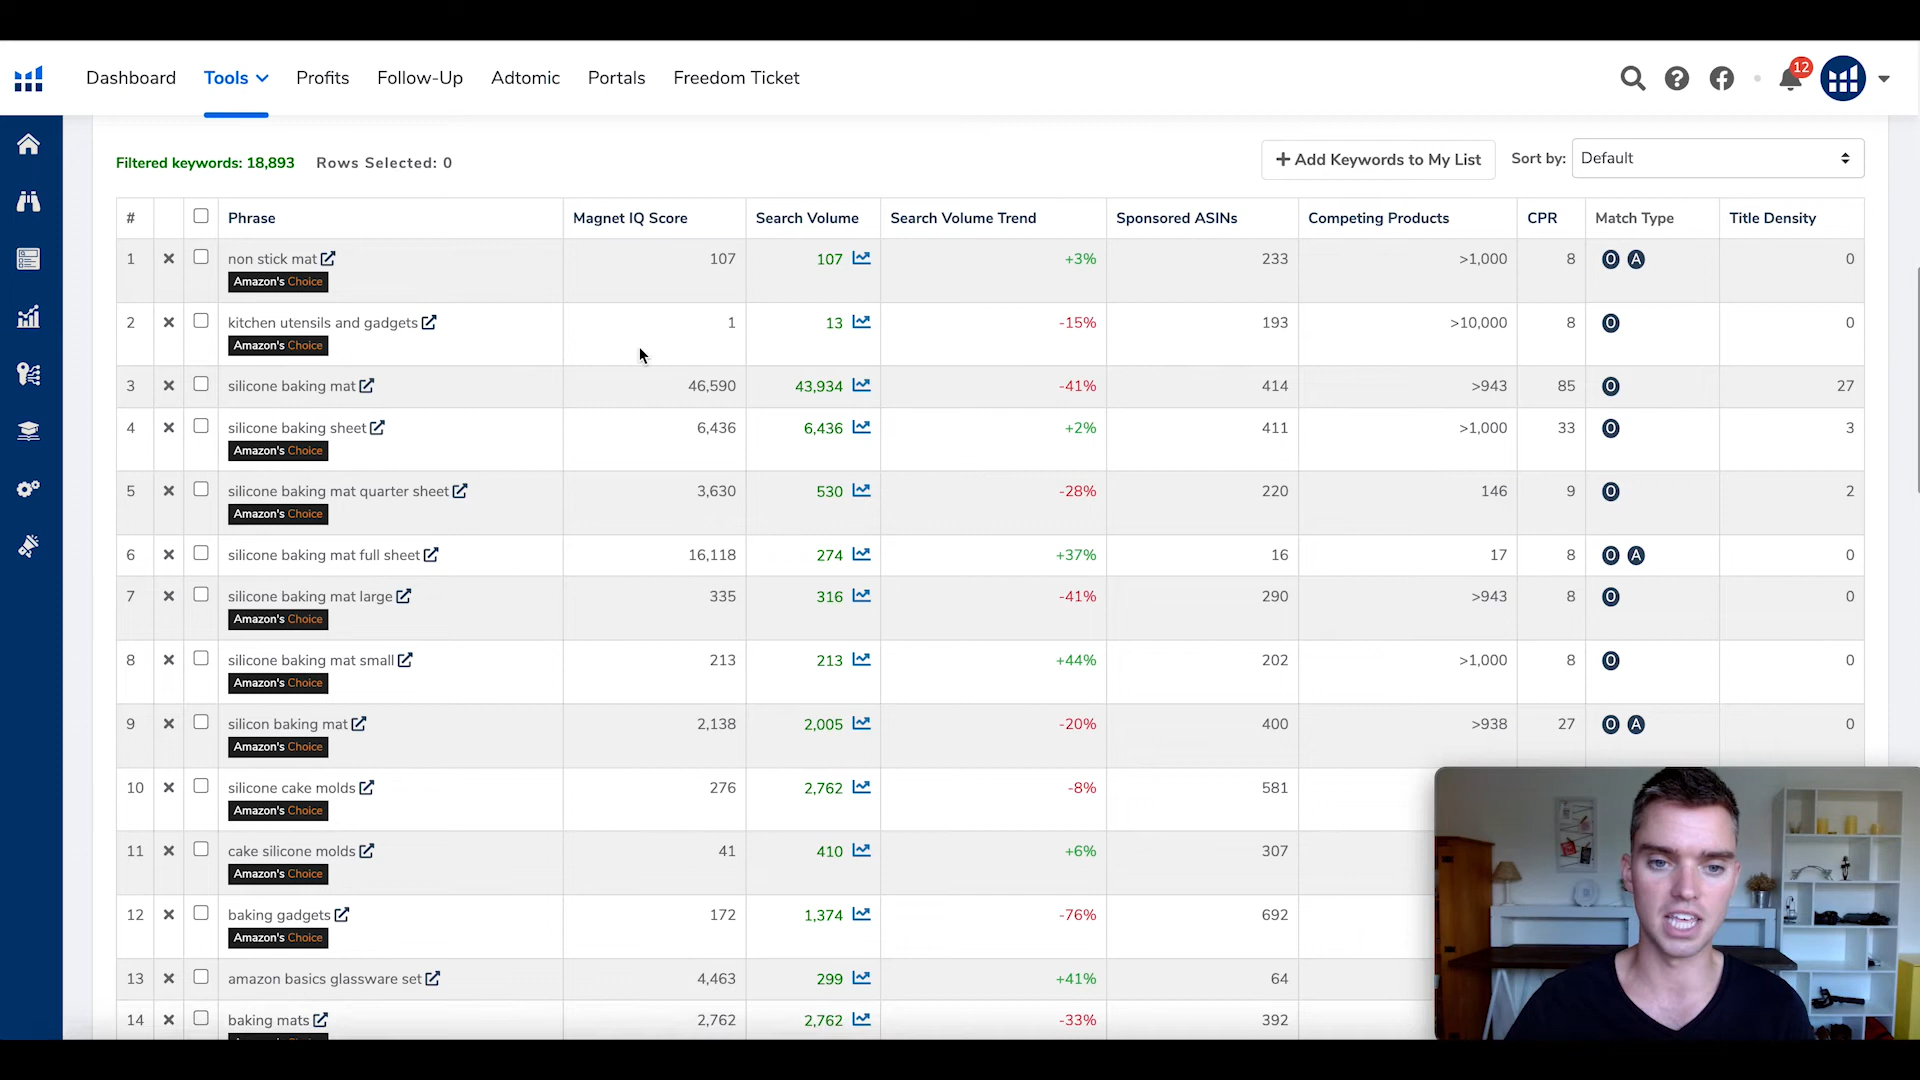 Dashboard Tools Profits Follow-Up Adtomic Portals Freedom Ticket 12
Filtered keywords: 18,893 Rows Selected: 0 + Add Keywords to My List Sort by: Default
# Phrase Magnet IQ Score Search Volume Search Volume Trend Sponsored ASINs Competing Products CPR Match Type Title Density
1 non stick mat 107 107 +3% 233 >1,000 8 O A 0
Amazon's Choice
2 kitchen utensils and gadgets 1 13 -15% 193 >10,000 8 O 0
Amazon's Choice
3 silicone baking mat 46,590 43,934 -41% 414 >943 85 O 27
4 silicone baking sheet 6,436 6,436 +2% 411 >1,000 33 O 3
Amazon's Choice
5 silicone baking mat quarter sheet 3,630 530 -28% 220 146 9 O 2
Amazon's Choice
6 silicone baking mat full sheet 16,118 274 +37% 16 17 8 O A 0
7 silicone baking mat large 335 316 -41% 290 >943 8 O 0
Amazon's Choice
8 silicone baking mat small 213 213 +44% 202 >1,000 8 O 0
Amazon's Choice
9 silicon baking mat 2,138 2,005 -20% 400 >938 27 O A 0
Amazon's Choice
10 silicone cake molds 276 2,762 -8% 581
Amazon's Choice
11 cake silicone molds 41 410 +6% 307
Amazon's Choice
12 baking gadgets 172 1,374 -76% 692
Amazon's Choice
13 amazon basics glassware set 4,463 299 +41% 64
14 baking mats 2,762 2,762 -33% 392